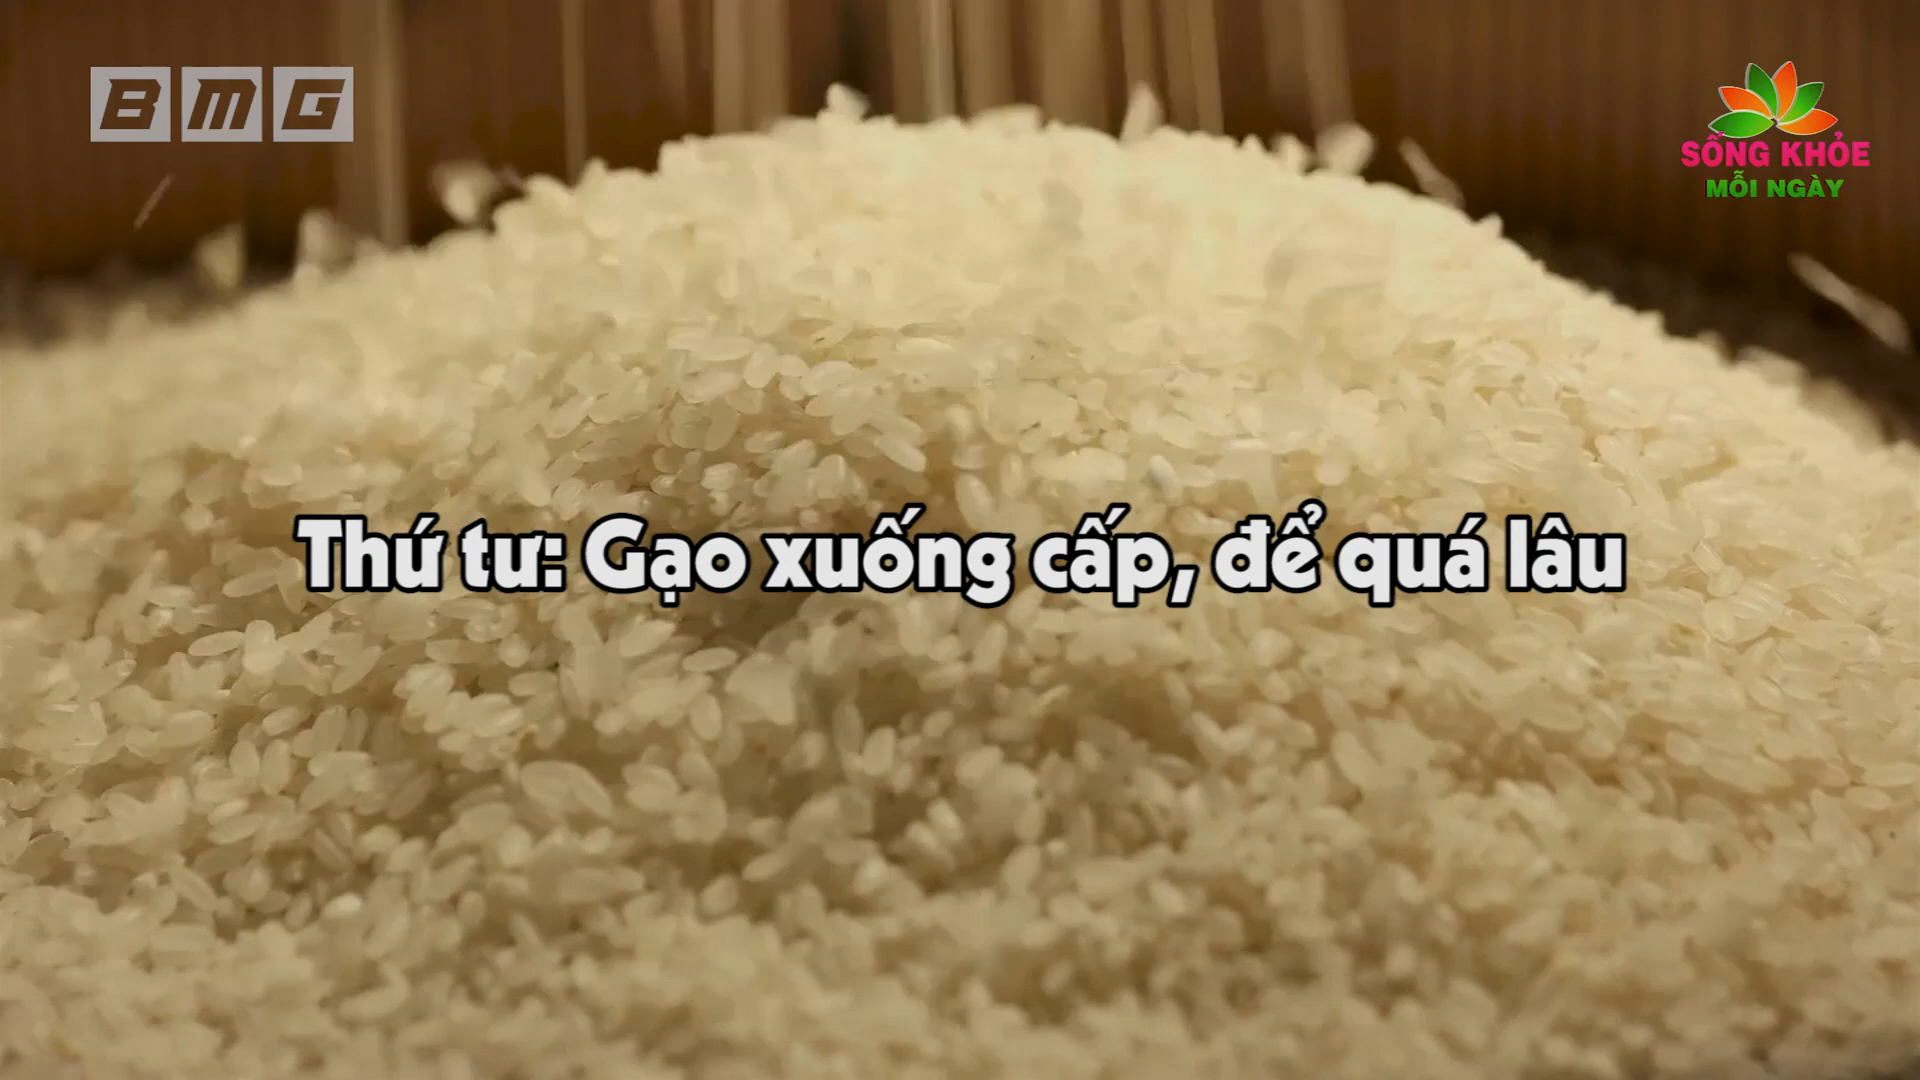 BMG
SỐNG KHỎE
MỖI NGÀY
Thứ tư: Gạo xuống cấp, để quá lâu